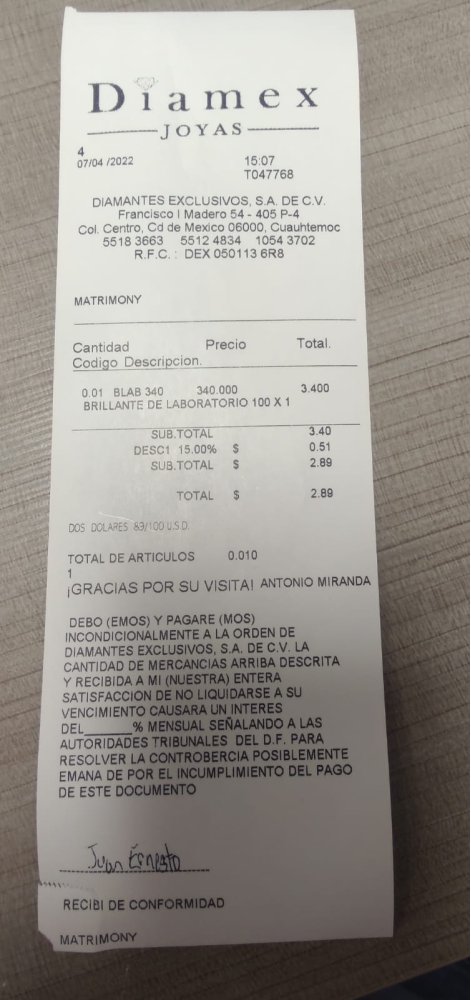 Diamex
JOYAS
4
07/04 /2022 15:07
T047768
DIAMANTES EXCLUSIVOS, S.A. DE C.V.
Francisco I Madero 54 - 405 P-4
Col. Centro, Cd de Mexico 06000, Cuauhtemoc
5518 3663 5512 4834 1054 3702
R.F.C. : DEX 050113 6R8
MATRIMONY
Cantidad Precio Total.
Codigo Descripcion.
0.01 BLAB 340 340.000 3.400
BRILLANTE DE LABORATORIO 100 X 1
SUB.TOTAL 3.40
DESC1 15.00% $ 0.51
SUB.TOTAL $ 2.89
TOTAL $ 2.89
DOS DOLARES 89/100 U.S.D.
TOTAL DE ARTICULOS 0.010
1
¡GRACIAS POR SU VISITA! ANTONIO MIRANDA
DEBO (EMOS) Y PAGARE (MOS)
INCONDICIONALMENTE A LA ORDEN DE
DIAMANTES EXCLUSIVOS, S.A. DE C.V. LA
CANTIDAD DE MERCANCIAS ARRIBA DESCRITA
Y RECIBIDA A MI (NUESTRA) ENTERA
SATISFACCION DE NO LIQUIDARSE A SU
VENCIMIENTO CAUSARA UN INTERES
DEL______% MENSUAL SEÑALANDO A LAS
AUTORIDADES TRIBUNALES DEL D.F. PARA
RESOLVER LA CONTROBERCIA POSIBLEMENTE
EMANA DE POR EL INCUMPLIMIENTO DEL PAGO
DE ESTE DOCUMENTO
Juan Ernesto
RECIBI DE CONFORMIDAD
MATRIMONY